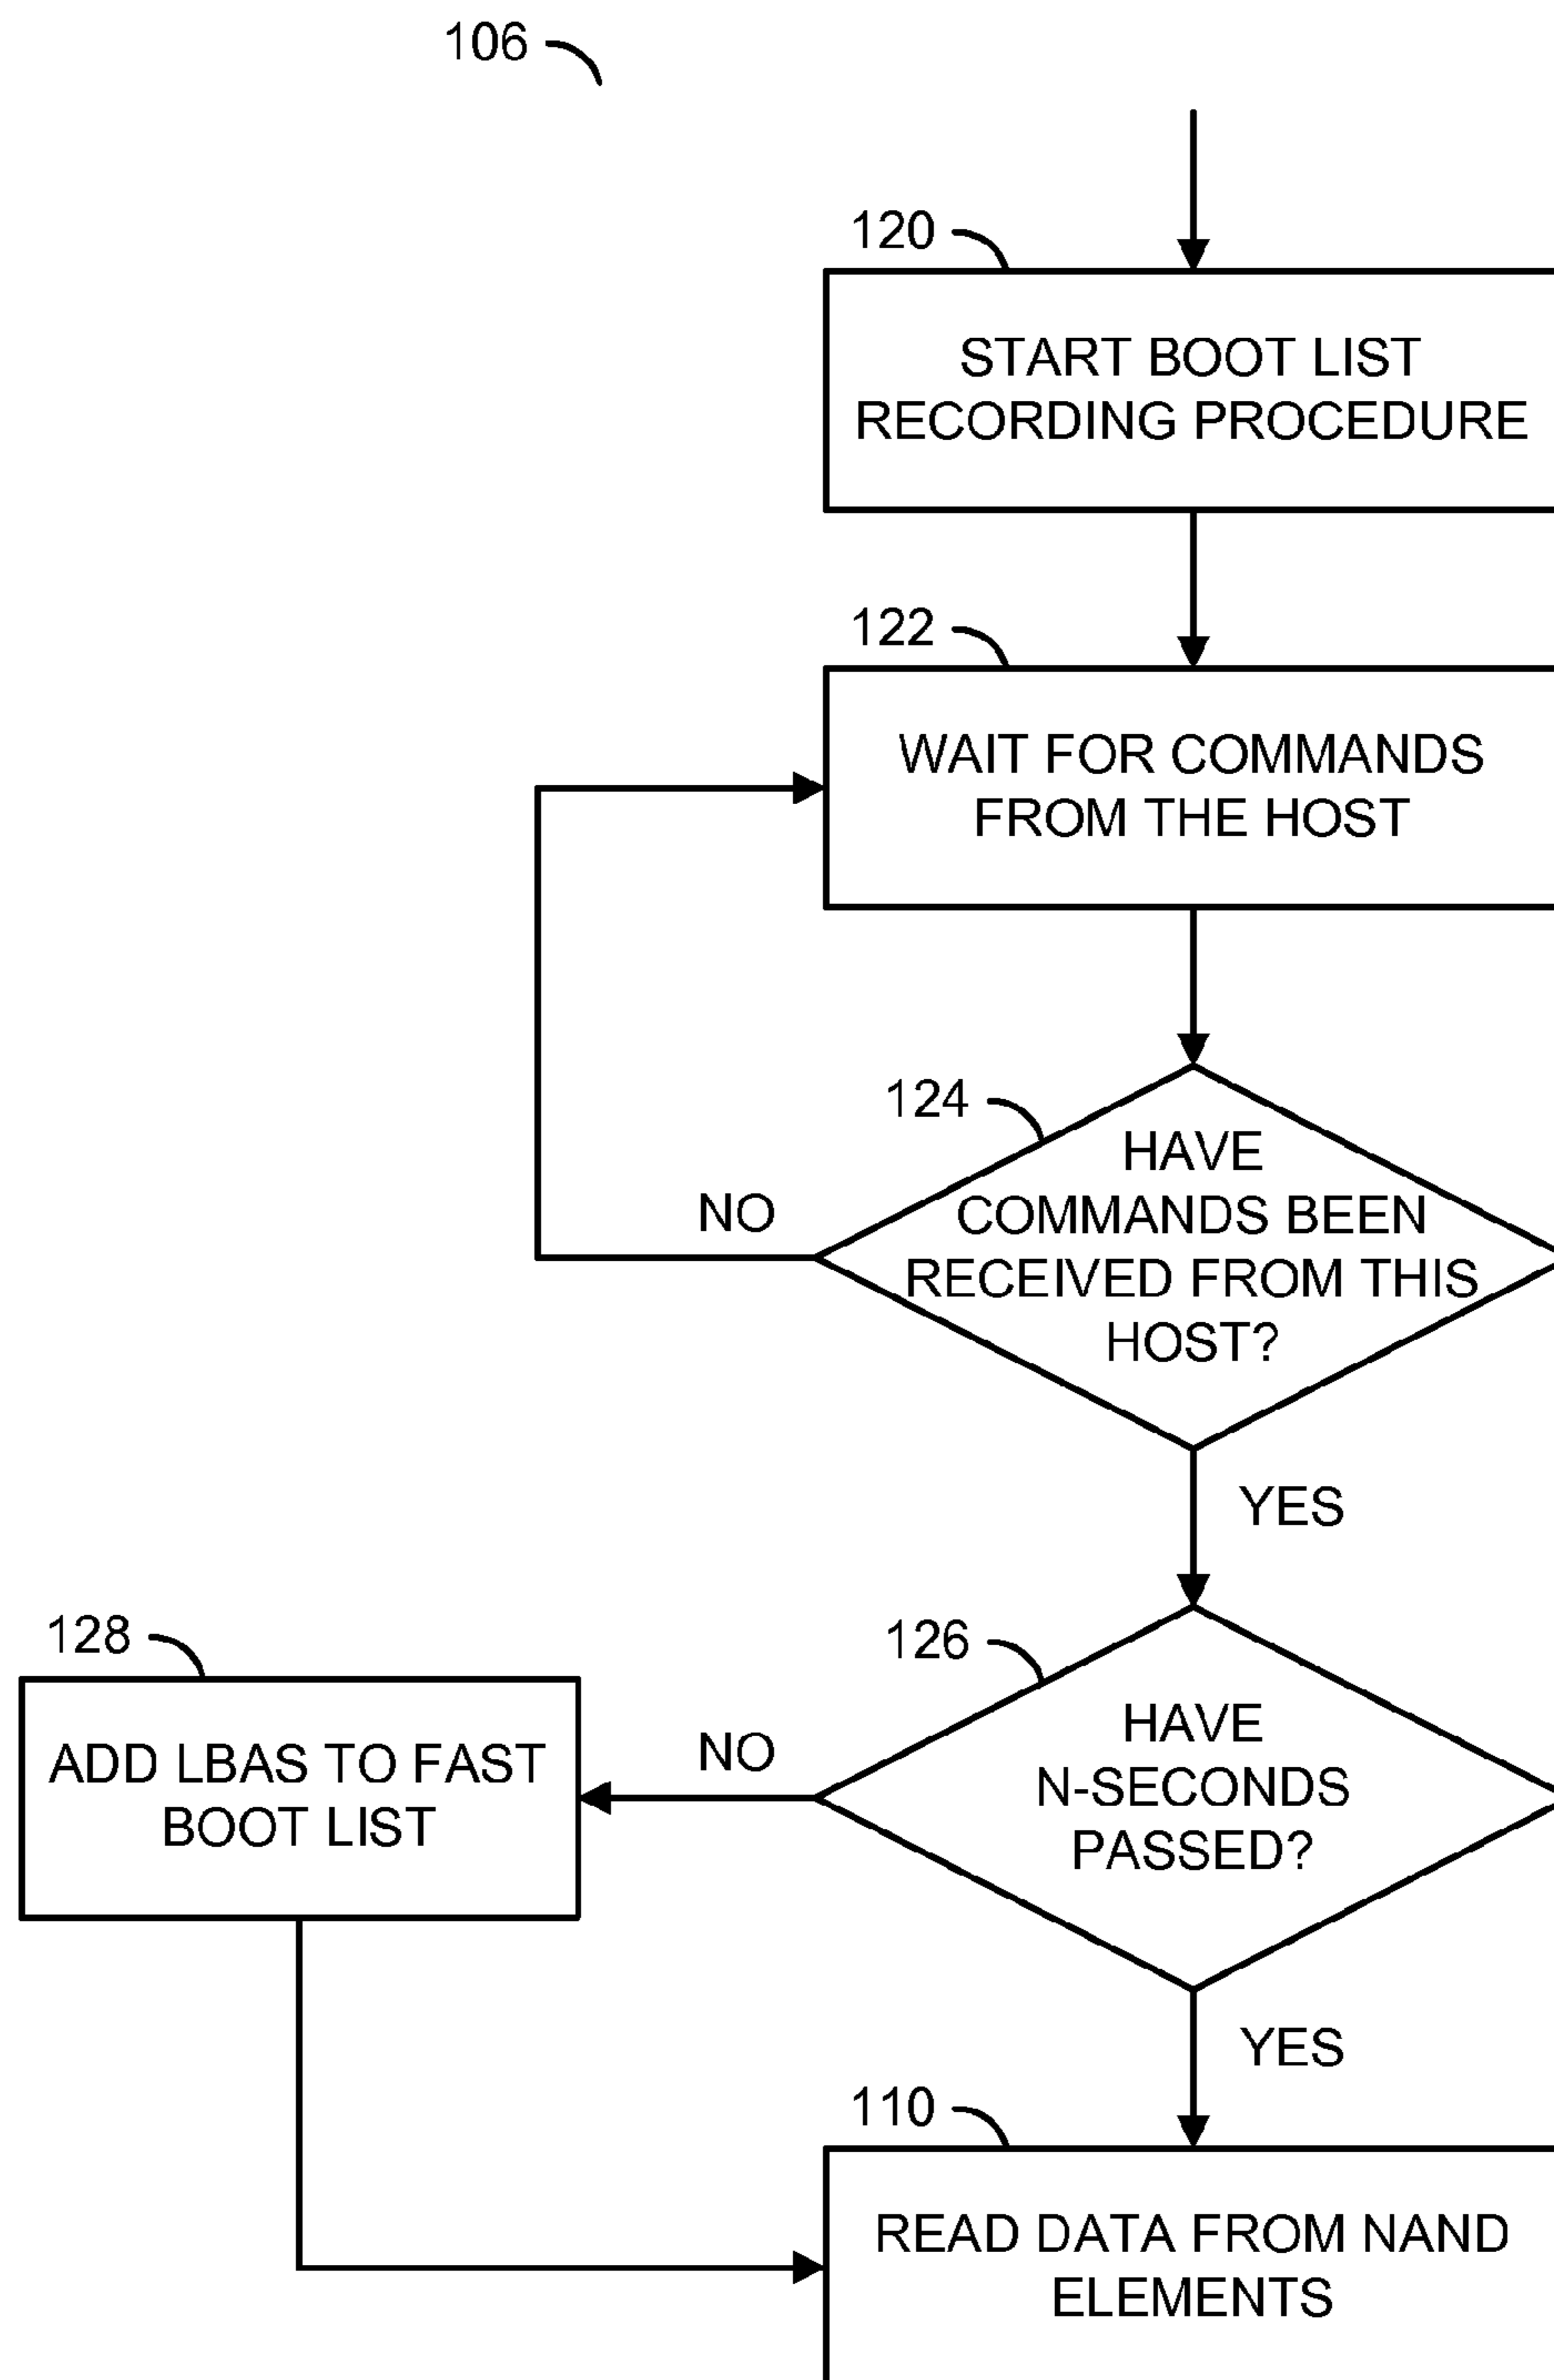 106
120
START BOOT LIST
RECORDING PROCEDURE
122
WAIT FOR COMMANDS
FROM THE HOST
124
HAVE
COMMANDS BEEN
RECEIVED FROM THIS
HOST?
NO
YES
128
ADD LBAS TO FAST
BOOT LIST
126
HAVE
N-SECONDS
PASSED?
NO
YES
110
READ DATA FROM NAND
ELEMENTS